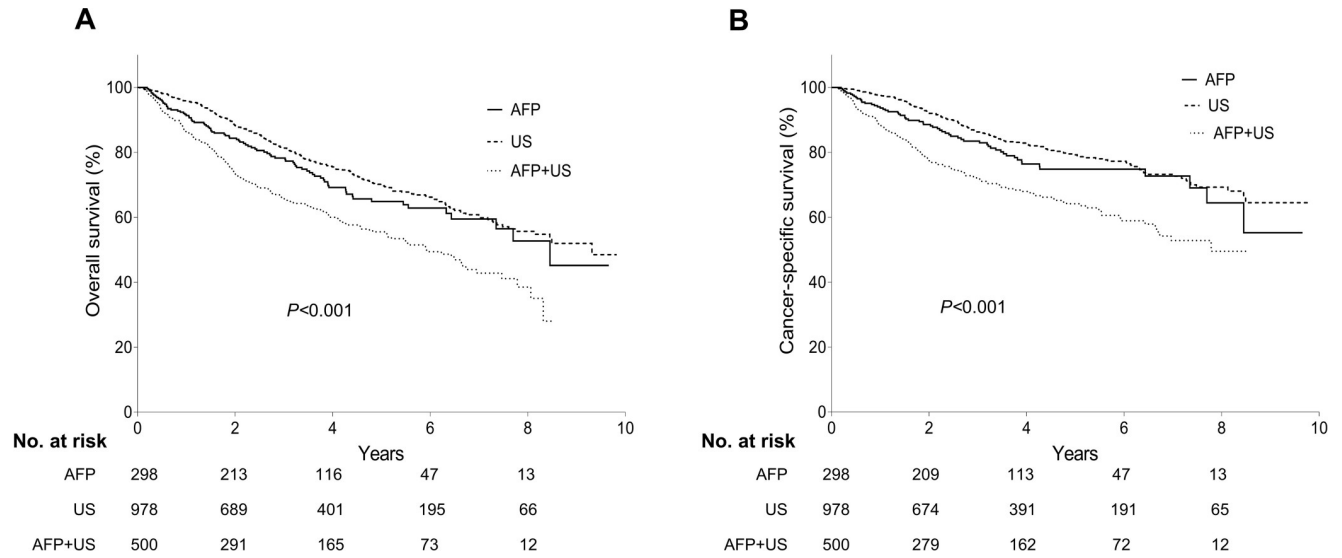 A
Overall survival (%)
100
80
60
40
20
0
AFP
US
AFP+US
P<0.001
0 2 4 6 8 10
Years
No. at risk
AFP 298 213 116 47 13
US 978 689 401 195 66
AFP+US 500 291 165 73 12
B
Cancer-specific survival (%)
100
80
60
40
20
0
AFP
US
AFP+US
P<0.001
0 2 4 6 8 10
Years
No. at risk
AFP 298 209 113 47 13
US 978 674 391 191 65
AFP+US 500 279 162 72 12